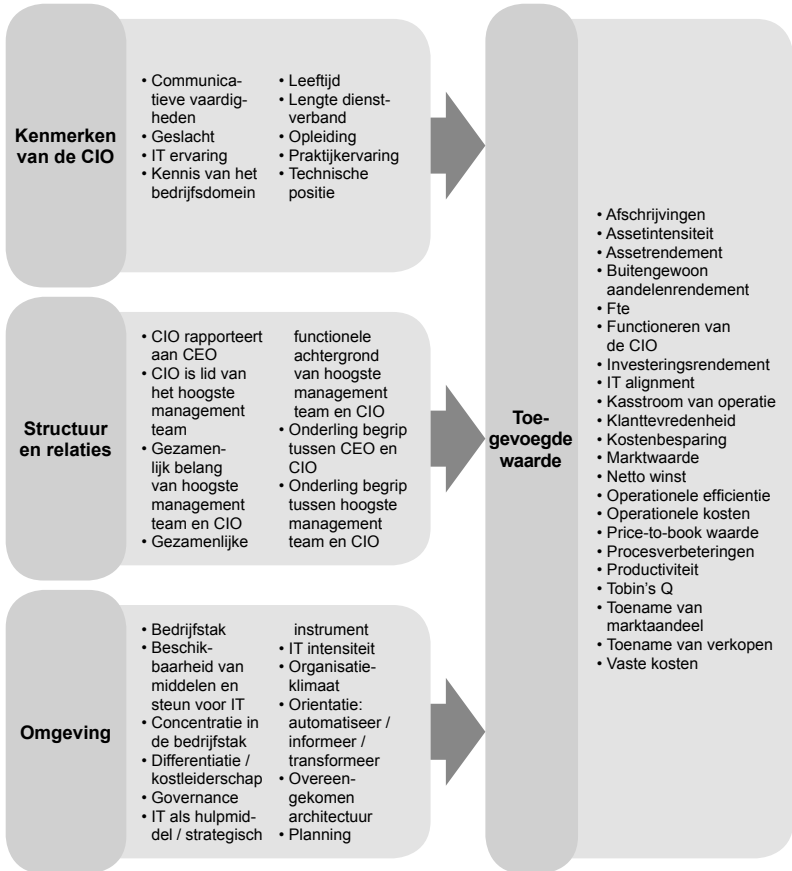 Kenmerken
van de CIO
• Communica-
tieve vaardig-
heden
• Geslacht
• IT ervaring
• Kennis van het
bedrijfsdomein
• Leeftijd
• Lengte dienst-
verband
• Opleiding
• Praktijkervaring
• Technische
positie
Structuur
en relaties
• CIO rapporteert
aan CEO
• CIO is lid van
het hoogste
management
team
• Gezamen-
lijk belang
van hoogste
management
team en CIO
• Gezamenlijke
functionele
achtergrond
van hoogste
management
team en CIO
• Onderling begrip
tussen CEO en
CIO
• Onderling begrip
tussen hoogste
management
team en CIO
Omgeving
• Bedrijfstak
• Beschik-
baarheid van
middelen en
steun voor IT
• Concentratie in
de bedrijfstak
• Differentiatie /
kostleiderschap
• Governance
• IT als hulpmid-
del / strategisch
instrument
• IT intensiteit
• Organisatie-
klimaat
• Orientatie:
automatiseer /
informeer /
transformeer
• Overeen-
gekomen
architectuur
• Planning
Toe-
gevoegde
waarde
• Afschrijvingen
• Assetintensiteit
• Assetrendement
• Buitengewoon
aandelenrendement
• Fte
• Functioneren van
de CIO
• Investeringsrendement
• IT alignment
• Kasstroom van operatie
• Klanttevredenheid
• Kostenbesparing
• Marktwaarde
• Netto winst
• Operationele efficientie
• Operationele kosten
• Price-to-book waarde
• Procesverbeteringen
• Productiviteit
• Tobin's Q
• Toename van
marktaandeel
• Toename van verkopen
• Vaste kosten